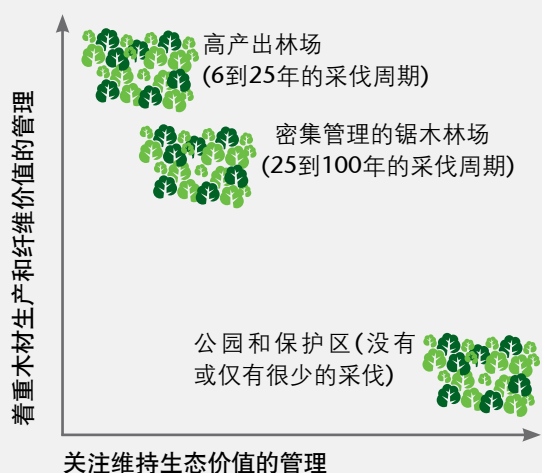 高产出林场
(6到25年的采伐周期)
密集管理的锯木林场
(25到100年的采伐周期)
着重木材生产和纤维价值的管理
公园和保护区(没有
或仅有很少的采伐)
关注维持生态价值的管理